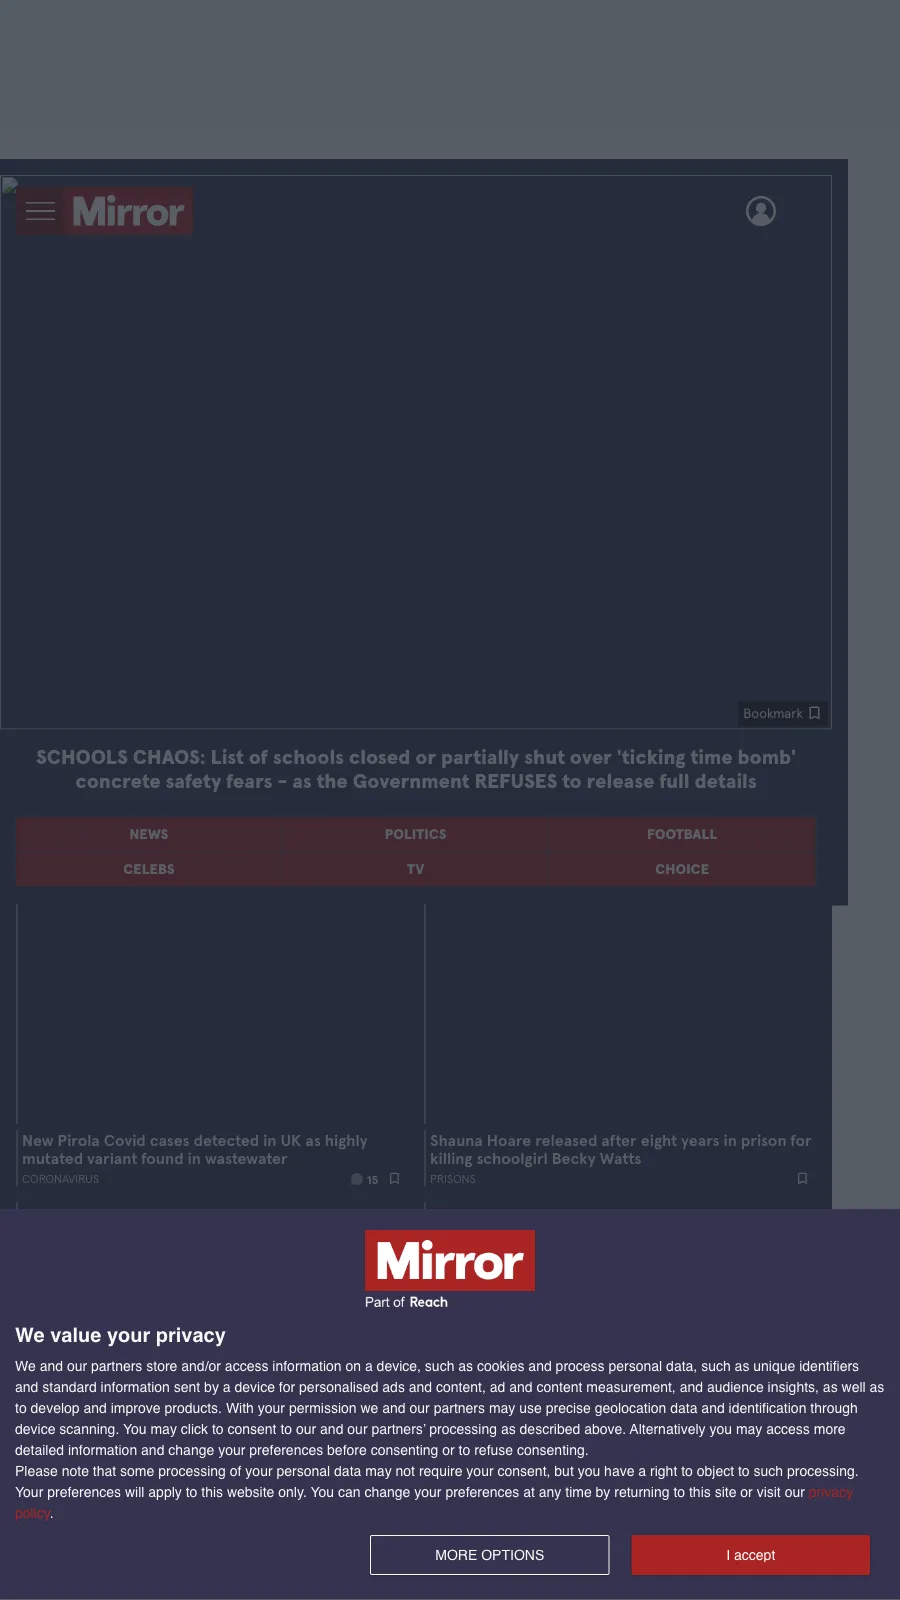 Mirror
Bookmark
SCHOOLS CHAOS: List of schools closed or partially shut over 'ticking time bomb'
concrete safety fears - as the Government REFUSES to release full details
NEWS POLITICS FOOTBALL
CELEBS TV CHOICE
New Pirola Covid cases detected in UK as highly
mutated variant found in wastewater
CORONAVIRUS 15
Shauna Hoare released after eight years in prison for
killing schoolgirl Becky Watts
PRISONS
Mirror
Part of Reach
We value your privacy
We and our partners store and/or access information on a device, such as cookies and process personal data, such as unique identifiers
and standard information sent by a device for personalised ads and content, ad and content measurement, and audience insights, as well as
to develop and improve products. With your permission we and our partners may use precise geolocation data and identification through
device scanning. You may click to consent to our and our partners’ processing as described above. Alternatively you may access more
detailed information and change your preferences before consenting or to refuse consenting.
Please note that some processing of your personal data may not require your consent, but you have a right to object to such processing.
Your preferences will apply to this website only. You can change your preferences at any time by returning to this site or visit our privacy
policy.
MORE OPTIONS I accept